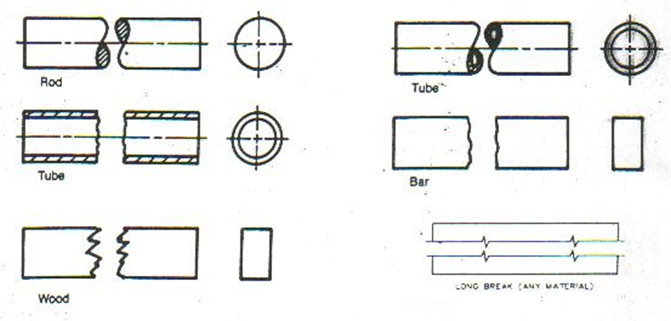 Rod
Tube
Tube
Bar
Wood
LONG BREAK (ANY MATERIAL)